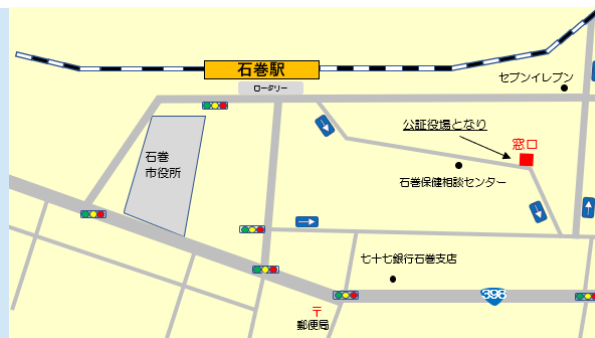 石巻駅
ロータリー
セブンイレブン
公証役場となり
窓口
石巻
市役所
石巻保健相談センター
七十七銀行石巻支店
398
〒
郵便局